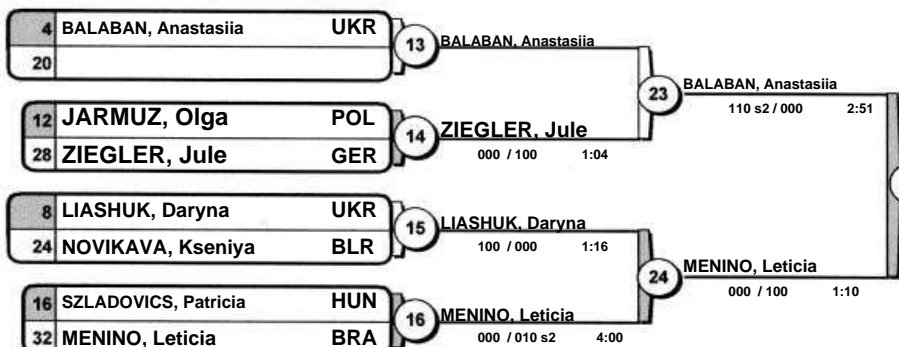 4 BALABAN, Anastasiia UKR
20
13
BALABAN, Anastasiia
12 JARMUZ, Olga POL
28 ZIEGLER, Jule GER
14
ZIEGLER, Jule
000 / 100 1:04
23
BALABAN, Anastasiia
110 s2 / 000 2:51
8 LIASHUK, Daryna UKR
24 NOVIKAVA, Kseniya BLR
15
LIASHUK, Daryna
100 / 000 1:16
16 SZLADOVICS, Patricia HUN
32 MENINO, Leticia BRA
16
MENINO, Leticia
000 / 010 s2 4:00
24
MENINO, Leticia
000 / 100 1:10